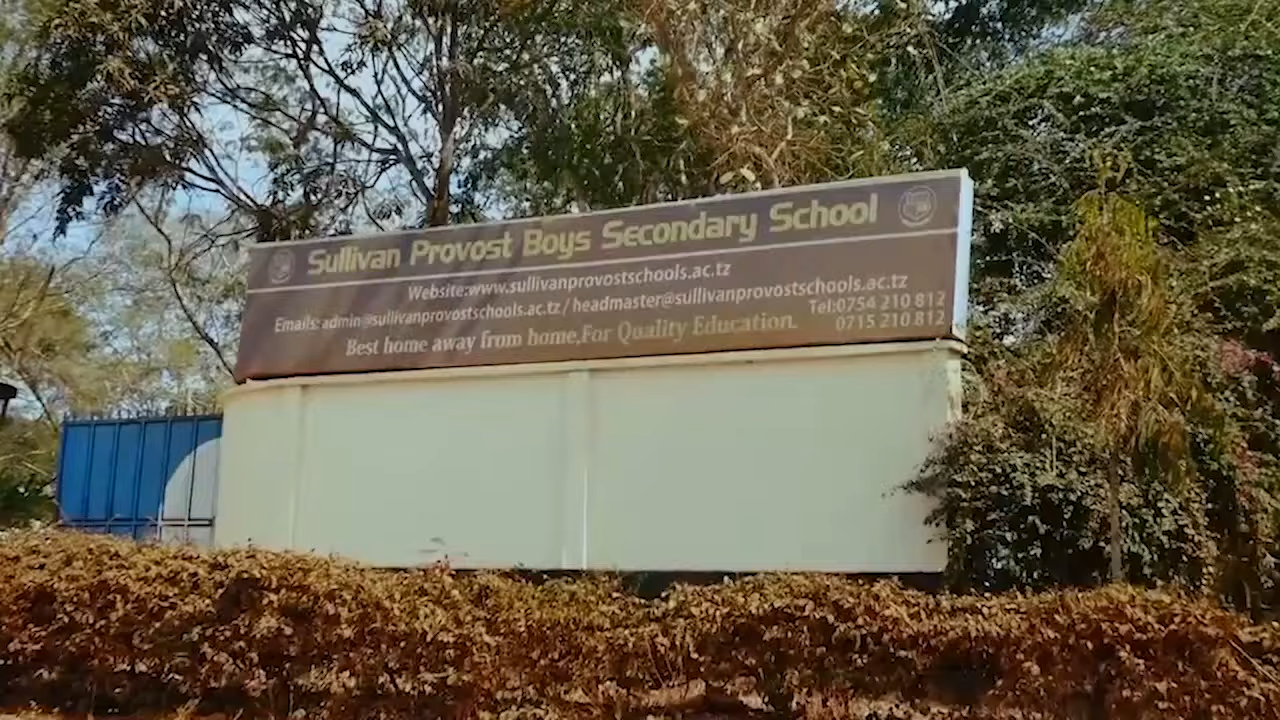 Sullivan Provost Boys Secondary School
Website:www.sullivanprovostschools.ac.tz
Emails: admin@sullivanprovostschools.ac.tz / headmaster@sullivanprovostschools.ac.tz
Best home away from home,For Quality Education.
Tel:0754 210 812
0715 210 812